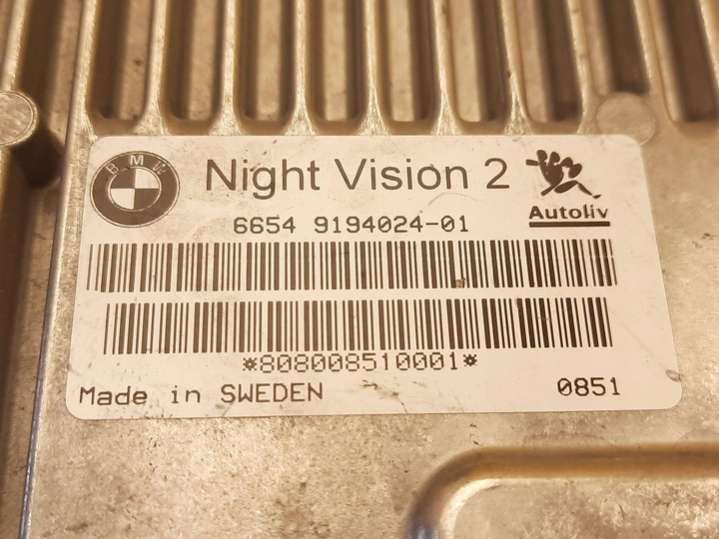 BMW
Night Vision 2
Autoliv
6654 9194024-01
*808008510001*
Made in SWEDEN 0851